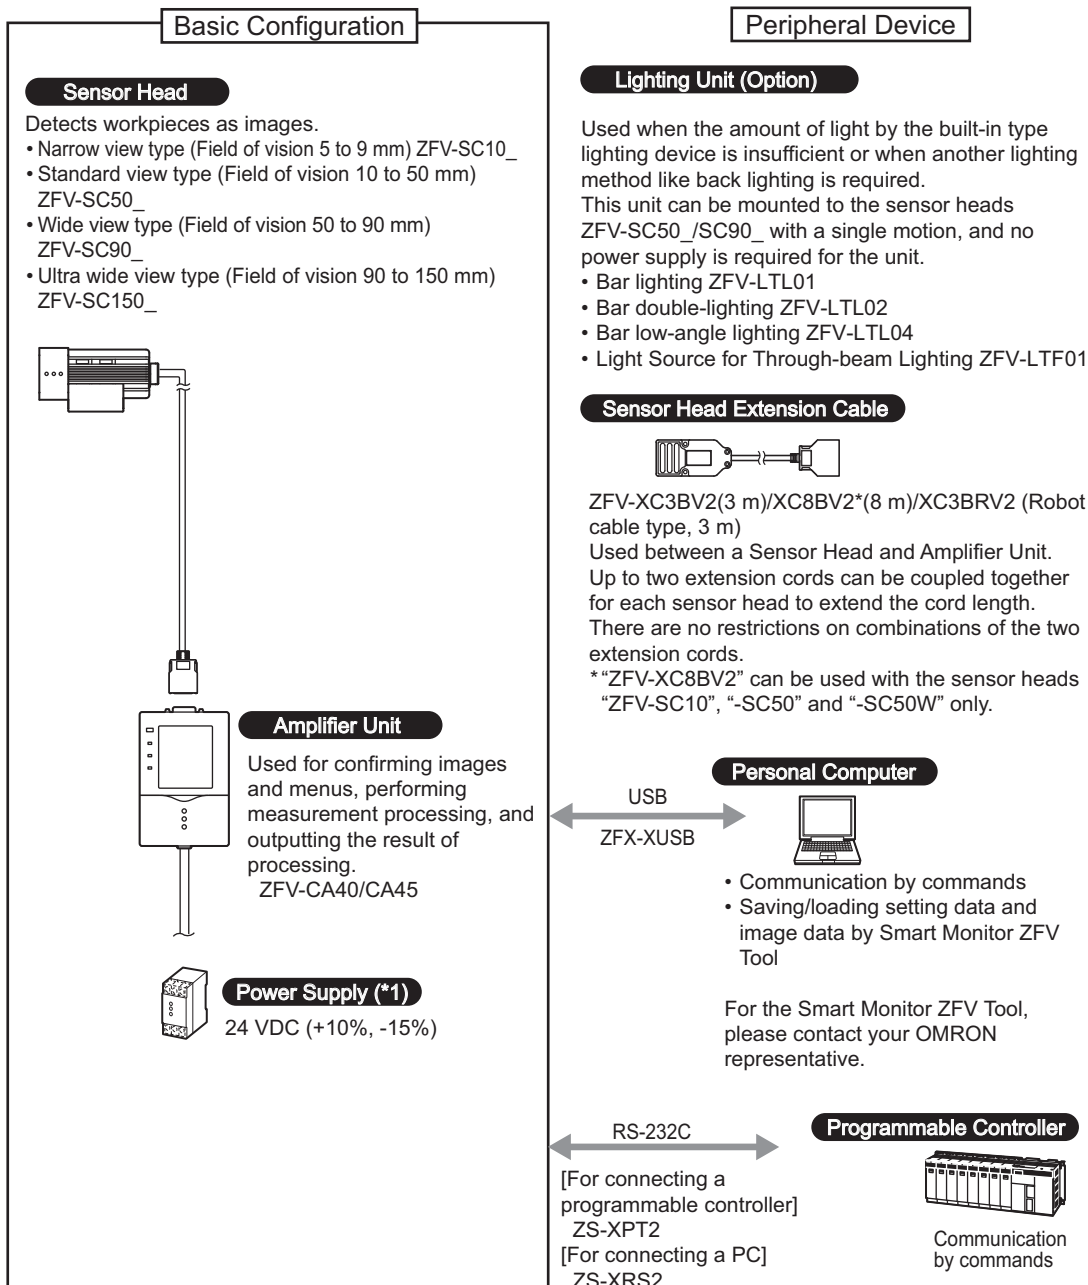 Basic Configuration
Sensor Head
Detects workpieces as images.
• Narrow view type (Field of vision 5 to 9 mm) ZFV-SC10_
• Standard view type (Field of vision 10 to 50 mm)
ZFV-SC50_
• Wide view type (Field of vision 50 to 90 mm)
ZFV-SC90_
• Ultra wide view type (Field of vision 90 to 150 mm)
ZFV-SC150_
Amplifier Unit
Used for confirming images
and menus, performing
measurement processing, and
outputting the result of
processing.
ZFV-CA40/CA45
Power Supply (*1)
24 VDC (+10%, -15%)
Peripheral Device
Lighting Unit (Option)
Used when the amount of light by the built-in type
lighting device is insufficient or when another lighting
method like back lighting is required.
This unit can be mounted to the sensor heads
ZFV-SC50_/SC90_ with a single motion, and no
power supply is required for the unit.
• Bar lighting ZFV-LTL01
• Bar double-lighting ZFV-LTL02
• Bar low-angle lighting ZFV-LTL04
• Light Source for Through-beam Lighting ZFV-LTF01
Sensor Head Extension Cable
ZFV-XC3BV2(3 m)/XC8BV2*(8 m)/XC3BRV2 (Robot
cable type, 3 m)
Used between a Sensor Head and Amplifier Unit.
Up to two extension cords can be coupled together
for each sensor head to extend the cord length.
There are no restrictions on combinations of the two
extension cords.
* “ZFV-XC8BV2” can be used with the sensor heads
“ZFV-SC10”, “-SC50” and “-SC50W” only.
USB
ZFX-XUSB
Personal Computer
• Communication by commands
• Saving/loading setting data and
image data by Smart Monitor ZFV
Tool
For the Smart Monitor ZFV Tool,
please contact your OMRON
representative.
RS-232C
[For connecting a
programmable controller]
ZS-XPT2
[For connecting a PC]
ZS-XRS2
Programmable Controller
Communication
by commands